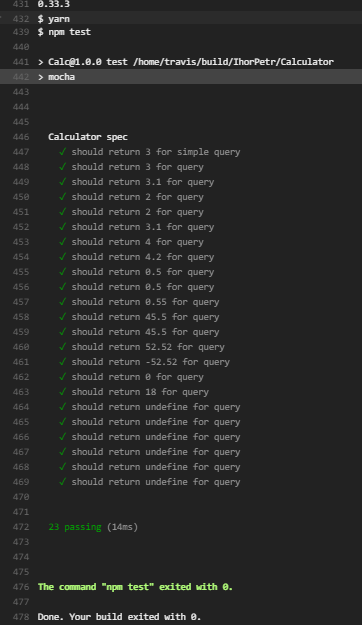 431 0.33.3
432 $ yarn
439 $ npm test
440
441 > Calc@1.0.0 test /home/travis/build/IhorPetr/Calculator
442 > mocha
443
444
445
446 Calculator spec
447 ✓ should return 3 for simple query
448 ✓ should return 3 for query
449 ✓ should return 3.1 for query
450 ✓ should return 2 for query
451 ✓ should return 2 for query
452 ✓ should return 3.1 for query
453 ✓ should return 4 for query
454 ✓ should return 4.2 for query
455 ✓ should return 0.5 for query
456 ✓ should return 0.5 for query
457 ✓ should return 0.55 for query
458 ✓ should return 45.5 for query
459 ✓ should return 45.5 for query
460 ✓ should return 52.52 for query
461 ✓ should return -52.52 for query
462 ✓ should return 0 for query
463 ✓ should return 18 for query
464 ✓ should return undefine for query
465 ✓ should return undefine for query
466 ✓ should return undefine for query
467 ✓ should return undefine for query
468 ✓ should return undefine for query
469 ✓ should return undefine for query
470
471
472 23 passing (14ms)
473
474
475
476 The command "npm test" exited with 0.
477
478 Done. Your build exited with 0.